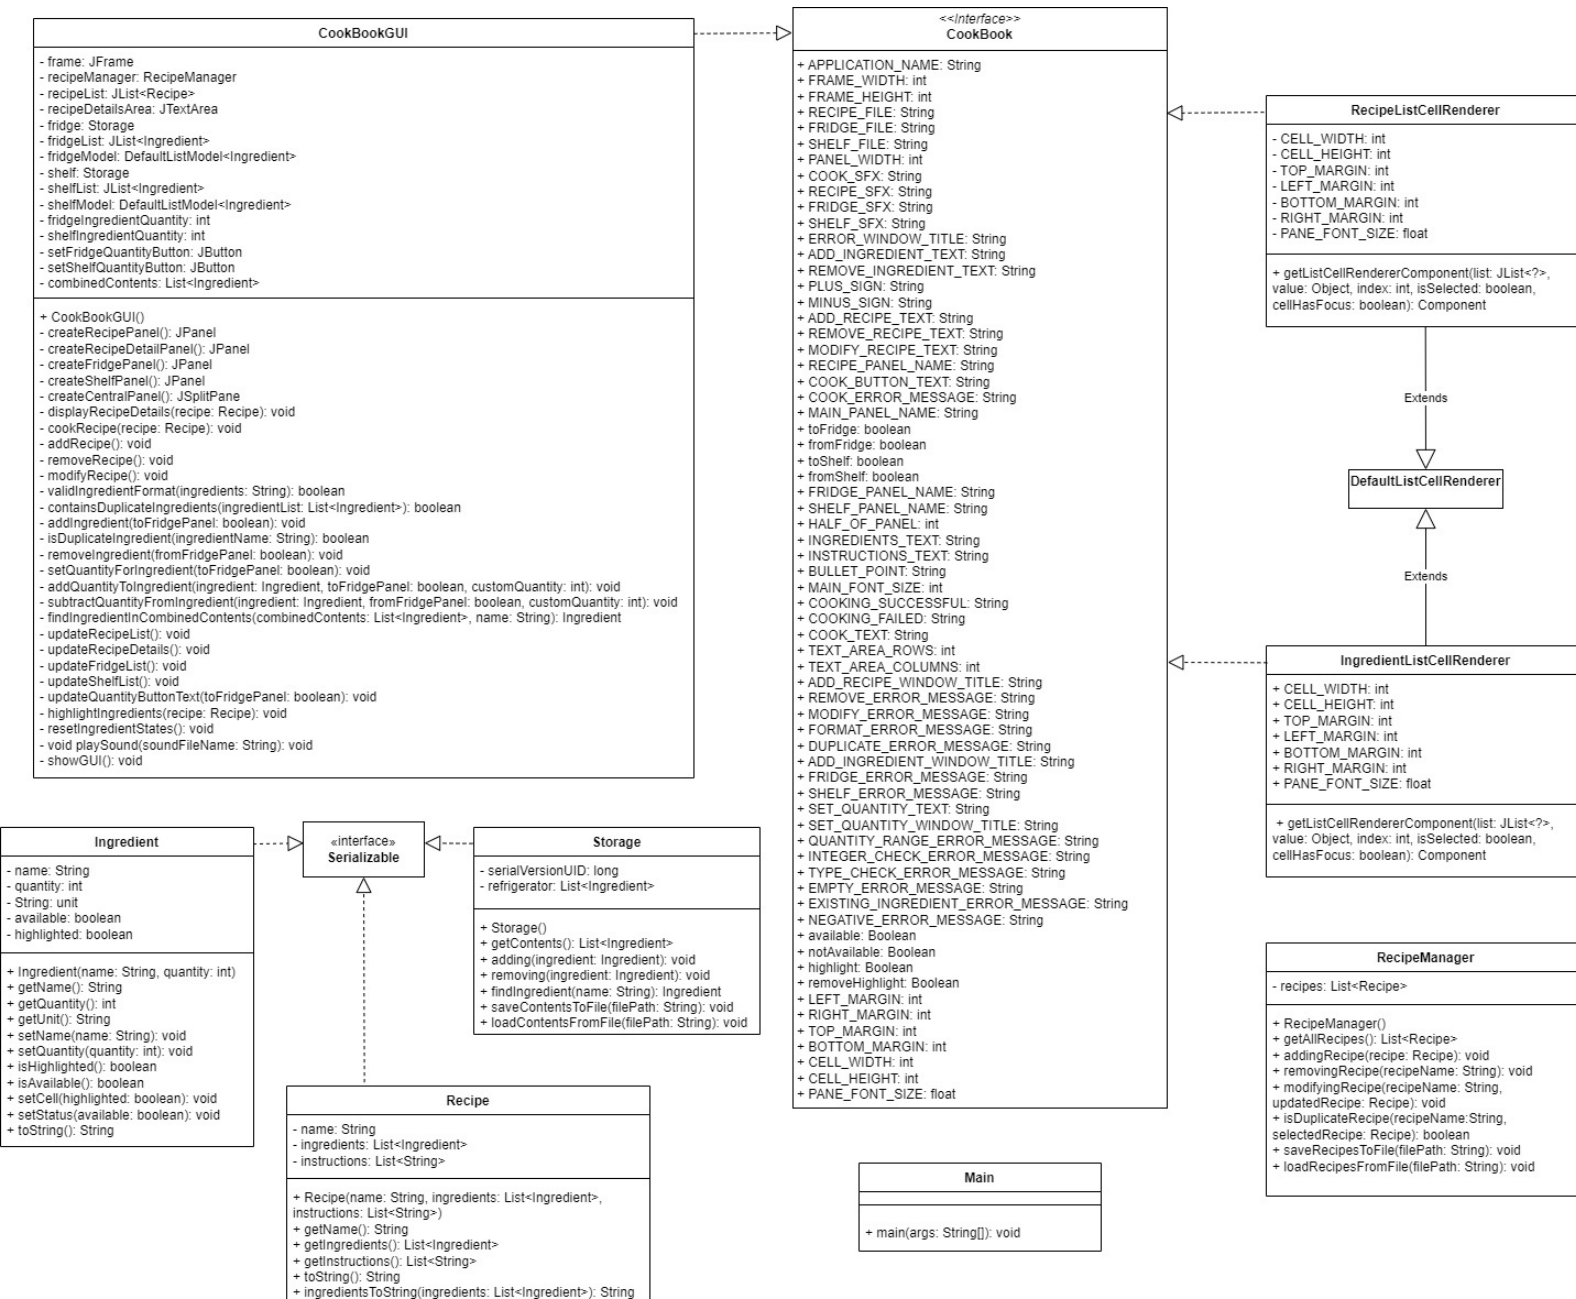 CookBookGUI
- frame: JFrame
- recipeManager: RecipeManager
- recipeList: JList<Recipe>
- recipeDetailsArea: JTextArea
- fridge: Storage
- fridgeList: JList<Ingredient>
- fridgeModel: DefaultListModel<Ingredient>
- shelf: Storage
- shelfList: JList<Ingredient>
- shelfModel: DefaultListModel<Ingredient>
- fridgeIngredientQuantity: int
- shelfIngredientQuantity: int
- setFridgeQuantityButton: JButton
- setShelfQuantityButton: JButton
- combinedContents: List<Ingredient>
+ CookBookGUI()
- createRecipePanel(): JPanel
- createRecipeDetailPanel(): JPanel
- createFridgePanel(): JPanel
- createShelfPanel(): JPanel
- createCentralPanel(): JSplitPane
- displayRecipeDetails(recipe: Recipe): void
- cookRecipe(recipe: Recipe): void
- addRecipe(): void
- removeRecipe(): void
- modifyRecipe(): void
- validIngredientFormat(ingredients: String): boolean
- containsDuplicateIngredients(ingredientList: List<Ingredient>): boolean
- addIngredient(toFridgePanel: boolean): void
- isDuplicateIngredient(ingredientName: String): boolean
- removeIngredient(fromFridgePanel: boolean): void
- setQuantityForIngredient(toFridgePanel: boolean): void
- addQuantityToIngredient(ingredient: Ingredient, toFridgePanel: boolean, customQuantity: int): void
- subtractQuantityFromIngredient(ingredient: Ingredient, fromFridgePanel: boolean, customQuantity: int): void
- findIngredientInCombinedContents(combinedContents: List<Ingredient>, name: String): Ingredient
- updateRecipeList(): void
- updateRecipeDetails(): void
- updateFridgeList(): void
- updateShelfList(): void
- updateQuantityButtonText(toFridgePanel: boolean): void
- highlightIngredients(recipe: Recipe): void
- resetIngredientStates(): void
- void playSound(soundFileName: String): void
- showGUI(): void
<<Interface>>
CookBook
+ APPLICATION_NAME: String
+ FRAME_WIDTH: int
+ FRAME_HEIGHT: int
+ RECIPE_FILE: String
+ FRIDGE_FILE: String
+ SHELF_FILE: String
+ PANEL_WIDTH: int
+ COOK_SFX: String
+ RECIPE_SFX: String
+ FRIDGE_SFX: String
+ SHELF_SFX: String
+ ERROR_WINDOW_TITLE: String
+ ADD_INGREDIENT_TEXT: String
+ REMOVE_INGREDIENT_TEXT: String
+ PLUS_SIGN: String
+ MINUS_SIGN: String
+ ADD_RECIPE_TEXT: String
+ REMOVE_RECIPE_TEXT: String
+ MODIFY_RECIPE_TEXT: String
+ RECIPE_PANEL_NAME: String
+ COOK_BUTTON_TEXT: String
+ COOK_ERROR_MESSAGE: String
+ MAIN_PANEL_NAME: String
+ toFridge: boolean
+ fromFridge: boolean
+ toShelf: boolean
+ fromShelf: boolean
+ FRIDGE_PANEL_NAME: String
+ SHELF_PANEL_NAME: String
+ HALF_OF_PANEL: int
+ INGREDIENTS_TEXT: String
+ INSTRUCTIONS_TEXT: String
+ BULLET_POINT: String
+ MAIN_FONT_SIZE: int
+ COOKING_SUCCESSFUL: String
+ COOKING_FAILED: String
+ COOK_TEXT: String
+ TEXT_AREA_ROWS: int
+ TEXT_AREA_COLUMNS: int
+ ADD_RECIPE_WINDOW_TITLE: String
+ REMOVE_ERROR_MESSAGE: String
+ MODIFY_ERROR_MESSAGE: String
+ FORMAT_ERROR_MESSAGE: String
+ DUPLICATE_ERROR_MESSAGE: String
+ ADD_INGREDIENT_WINDOW_TITLE: String
+ FRIDGE_ERROR_MESSAGE: String
+ SHELF_ERROR_MESSAGE: String
+ SET_QUANTITY_TEXT: String
+ SET_QUANTITY_WINDOW_TITLE: String
+ QUANTITY_RANGE_ERROR_MESSAGE: String
+ INTEGER_CHECK_ERROR_MESSAGE: String
+ TYPE_CHECK_ERROR_MESSAGE: String
+ EMPTY_ERROR_MESSAGE: String
+ EXISTING_INGREDIENT_ERROR_MESSAGE: String
+ NEGATIVE_ERROR_MESSAGE: String
+ available: Boolean
+ notAvailable: Boolean
+ highlight: Boolean
+ removeHighlight: Boolean
+ LEFT_MARGIN: int
+ RIGHT_MARGIN: int
+ TOP_MARGIN: int
+ BOTTOM_MARGIN: int
+ CELL_WIDTH: int
+ CELL_HEIGHT: int
+ PANE_FONT_SIZE: float
RecipeListCellRenderer
- CELL_WIDTH: int
- CELL_HEIGHT: int
- TOP_MARGIN: int
- LEFT_MARGIN: int
- BOTTOM_MARGIN: int
- RIGHT_MARGIN: int
- PANE_FONT_SIZE: float
+ getListCellRendererComponent(list: JList<?>,
value: Object, index: int, isSelected: boolean,
cellHasFocus: boolean): Component
Extends
DefaultListCellRenderer
Extends
IngredientListCellRenderer
+ CELL_WIDTH: int
+ CELL_HEIGHT: int
+ TOP_MARGIN: int
+ LEFT_MARGIN: int
+ BOTTOM_MARGIN: int
+ RIGHT_MARGIN: int
+ PANE_FONT_SIZE: float
+ getListCellRendererComponent(list: JList<?>,
value: Object, index: int, isSelected: boolean,
cellHasFocus: boolean): Component
Ingredient
- name: String
- quantity: int
- String: unit
- available: boolean
- highlighted: boolean
+ Ingredient(name: String, quantity: int)
+ getName(): String
+ getQuantity(): int
+ getUnit(): String
+ setName(name: String): void
+ setQuantity(quantity: int): void
+ isHighlighted(): boolean
+ isAvailable(): boolean
+ setCell(highlighted: boolean): void
+ setStatus(available: boolean): void
+ toString(): String
«interface»
Serializable
Storage
- serialVersionUID: long
- refrigerator: List<Ingredient>
+ Storage()
+ getContents(): List<Ingredient>
+ adding(ingredient: Ingredient): void
+ removing(ingredient: Ingredient): void
+ findIngredient(name: String): Ingredient
+ saveContentsToFile(filePath: String): void
+ loadContentsFromFile(filePath: String): void
Recipe
- name: String
- ingredients: List<Ingredient>
- instructions: List<String>
+ Recipe(name: String, ingredients: List<Ingredient>,
instructions: List<String>)
+ getName(): String
+ getIngredients(): List<Ingredient>
+ getInstructions(): List<String>
+ toString(): String
+ ingredientsToString(ingredients: List<Ingredient>): String
Main
+ main(args: String[]): void
RecipeManager
- recipes: List<Recipe>
+ RecipeManager()
+ getAllRecipes(): List<Recipe>
+ addingRecipe(recipe: Recipe): void
+ removingRecipe(recipeName: String): void
+ modifyingRecipe(recipeName: String,
updatedRecipe: Recipe): void
+ isDuplicateRecipe(recipeName:String,
selectedRecipe: Recipe): boolean
+ saveRecipesToFile(filePath: String): void
+ loadRecipesFromFile(filePath: String): void